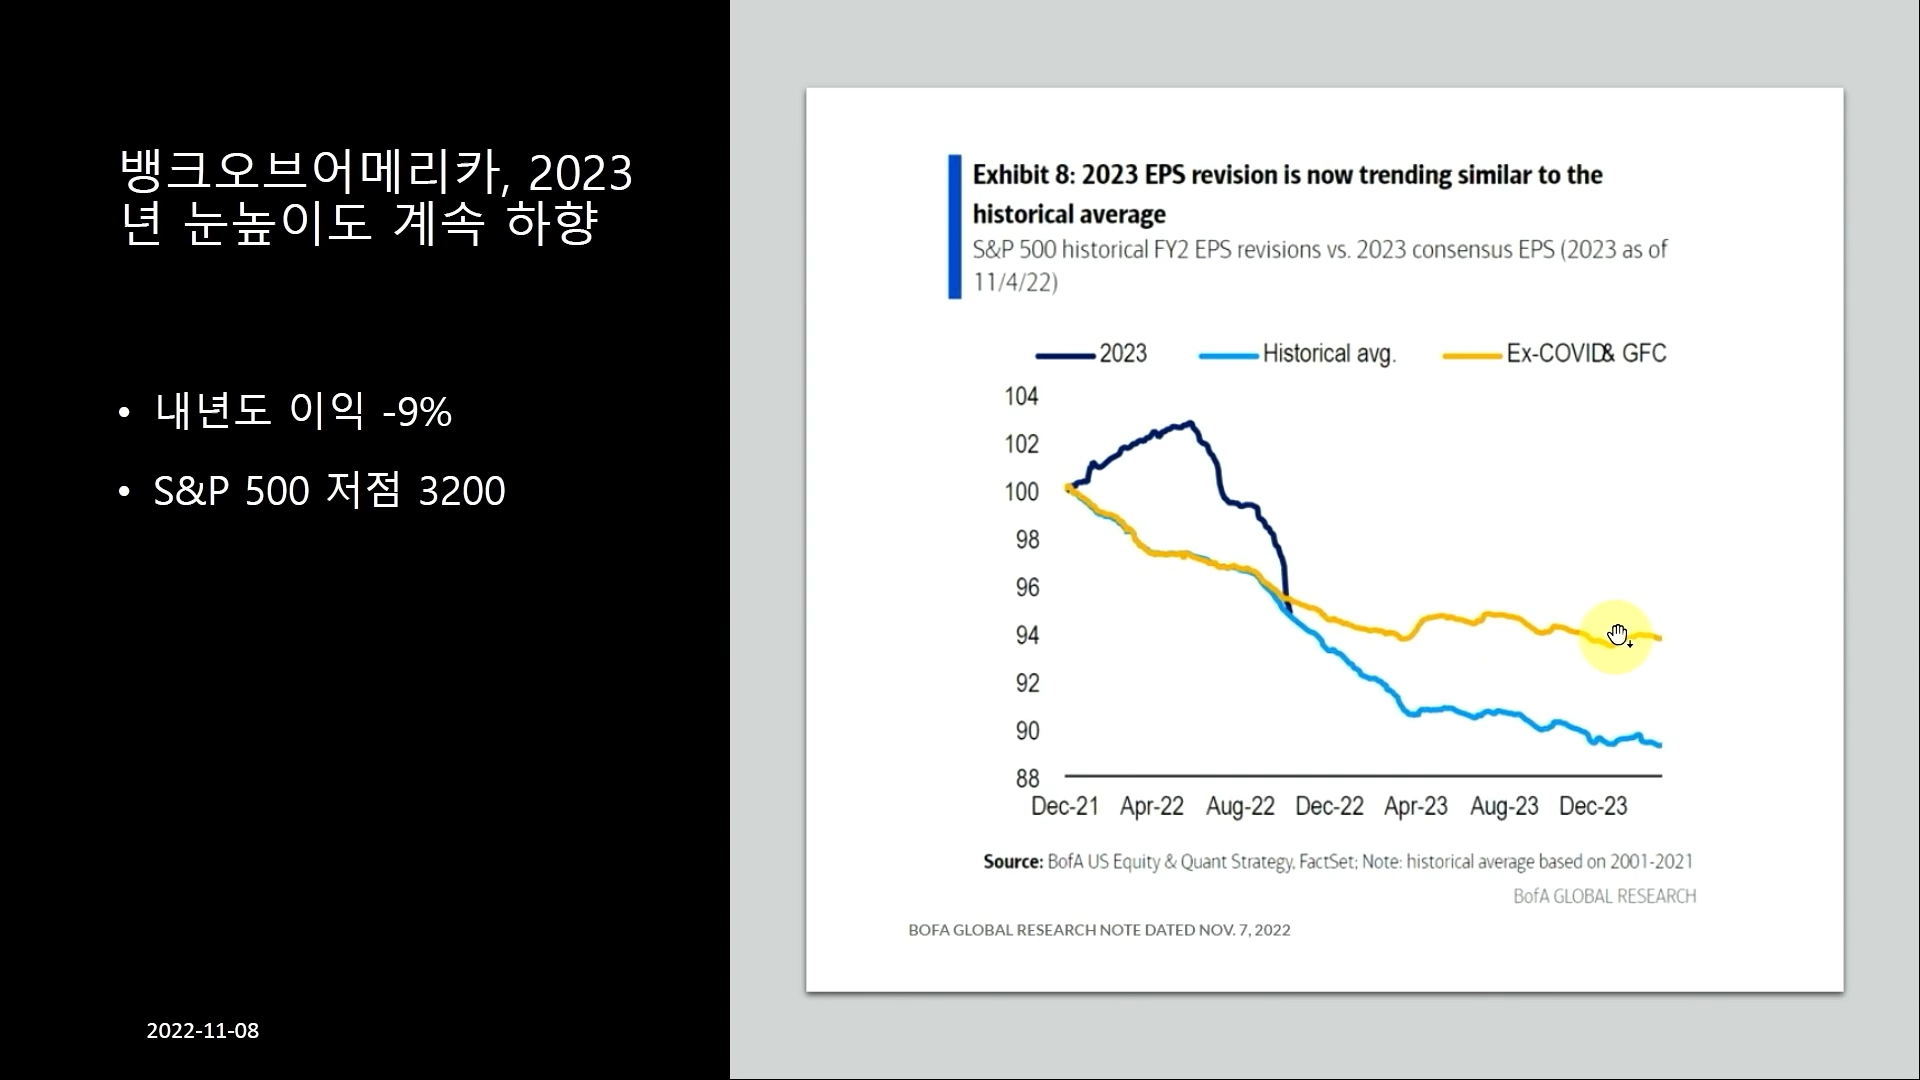 뱅크오브어메리카, 2023
년 눈높이도 계속 하향
• 내년도 이익 -9%
• S&P 500 저점 3200
2022-11-08
Exhibit 8: 2023 EPS revision is now trending similar to the
historical average
S&P 500 historical FY2 EPS revisions vs. 2023 consensus EPS (2023 as of
11/4/22)
2023 Historical avg. Ex-COVID& GFC
104
102
100
98
96
94
92
90
88
Dec-21 Apr-22 Aug-22 Dec-22 Apr-23 Aug-23 Dec-23
Source: BofA US Equity & Quant Strategy, FactSet; Note: historical average based on 2001-2021
BofA GLOBAL RESEARCH
BOFA GLOBAL RESEARCH NOTE DATED NOV. 7, 2022